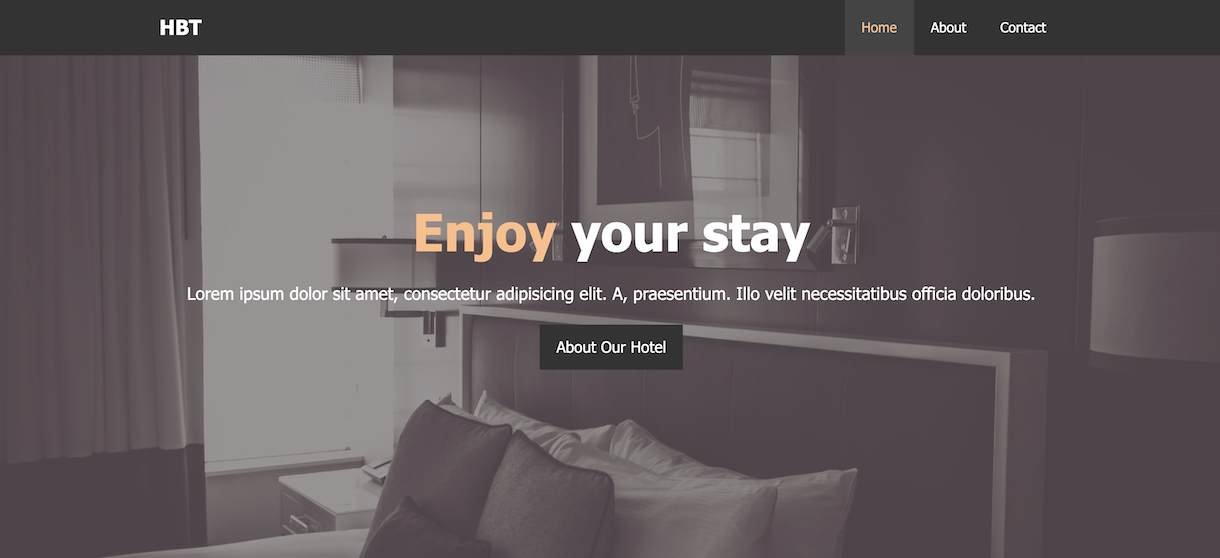 HBT
Home About Contact
Enjoy your stay
Lorem ipsum dolor sit amet, consectetur adipisicing elit. A, praesentium. Illo velit necessitatibus officia doloribus.
About Our Hotel